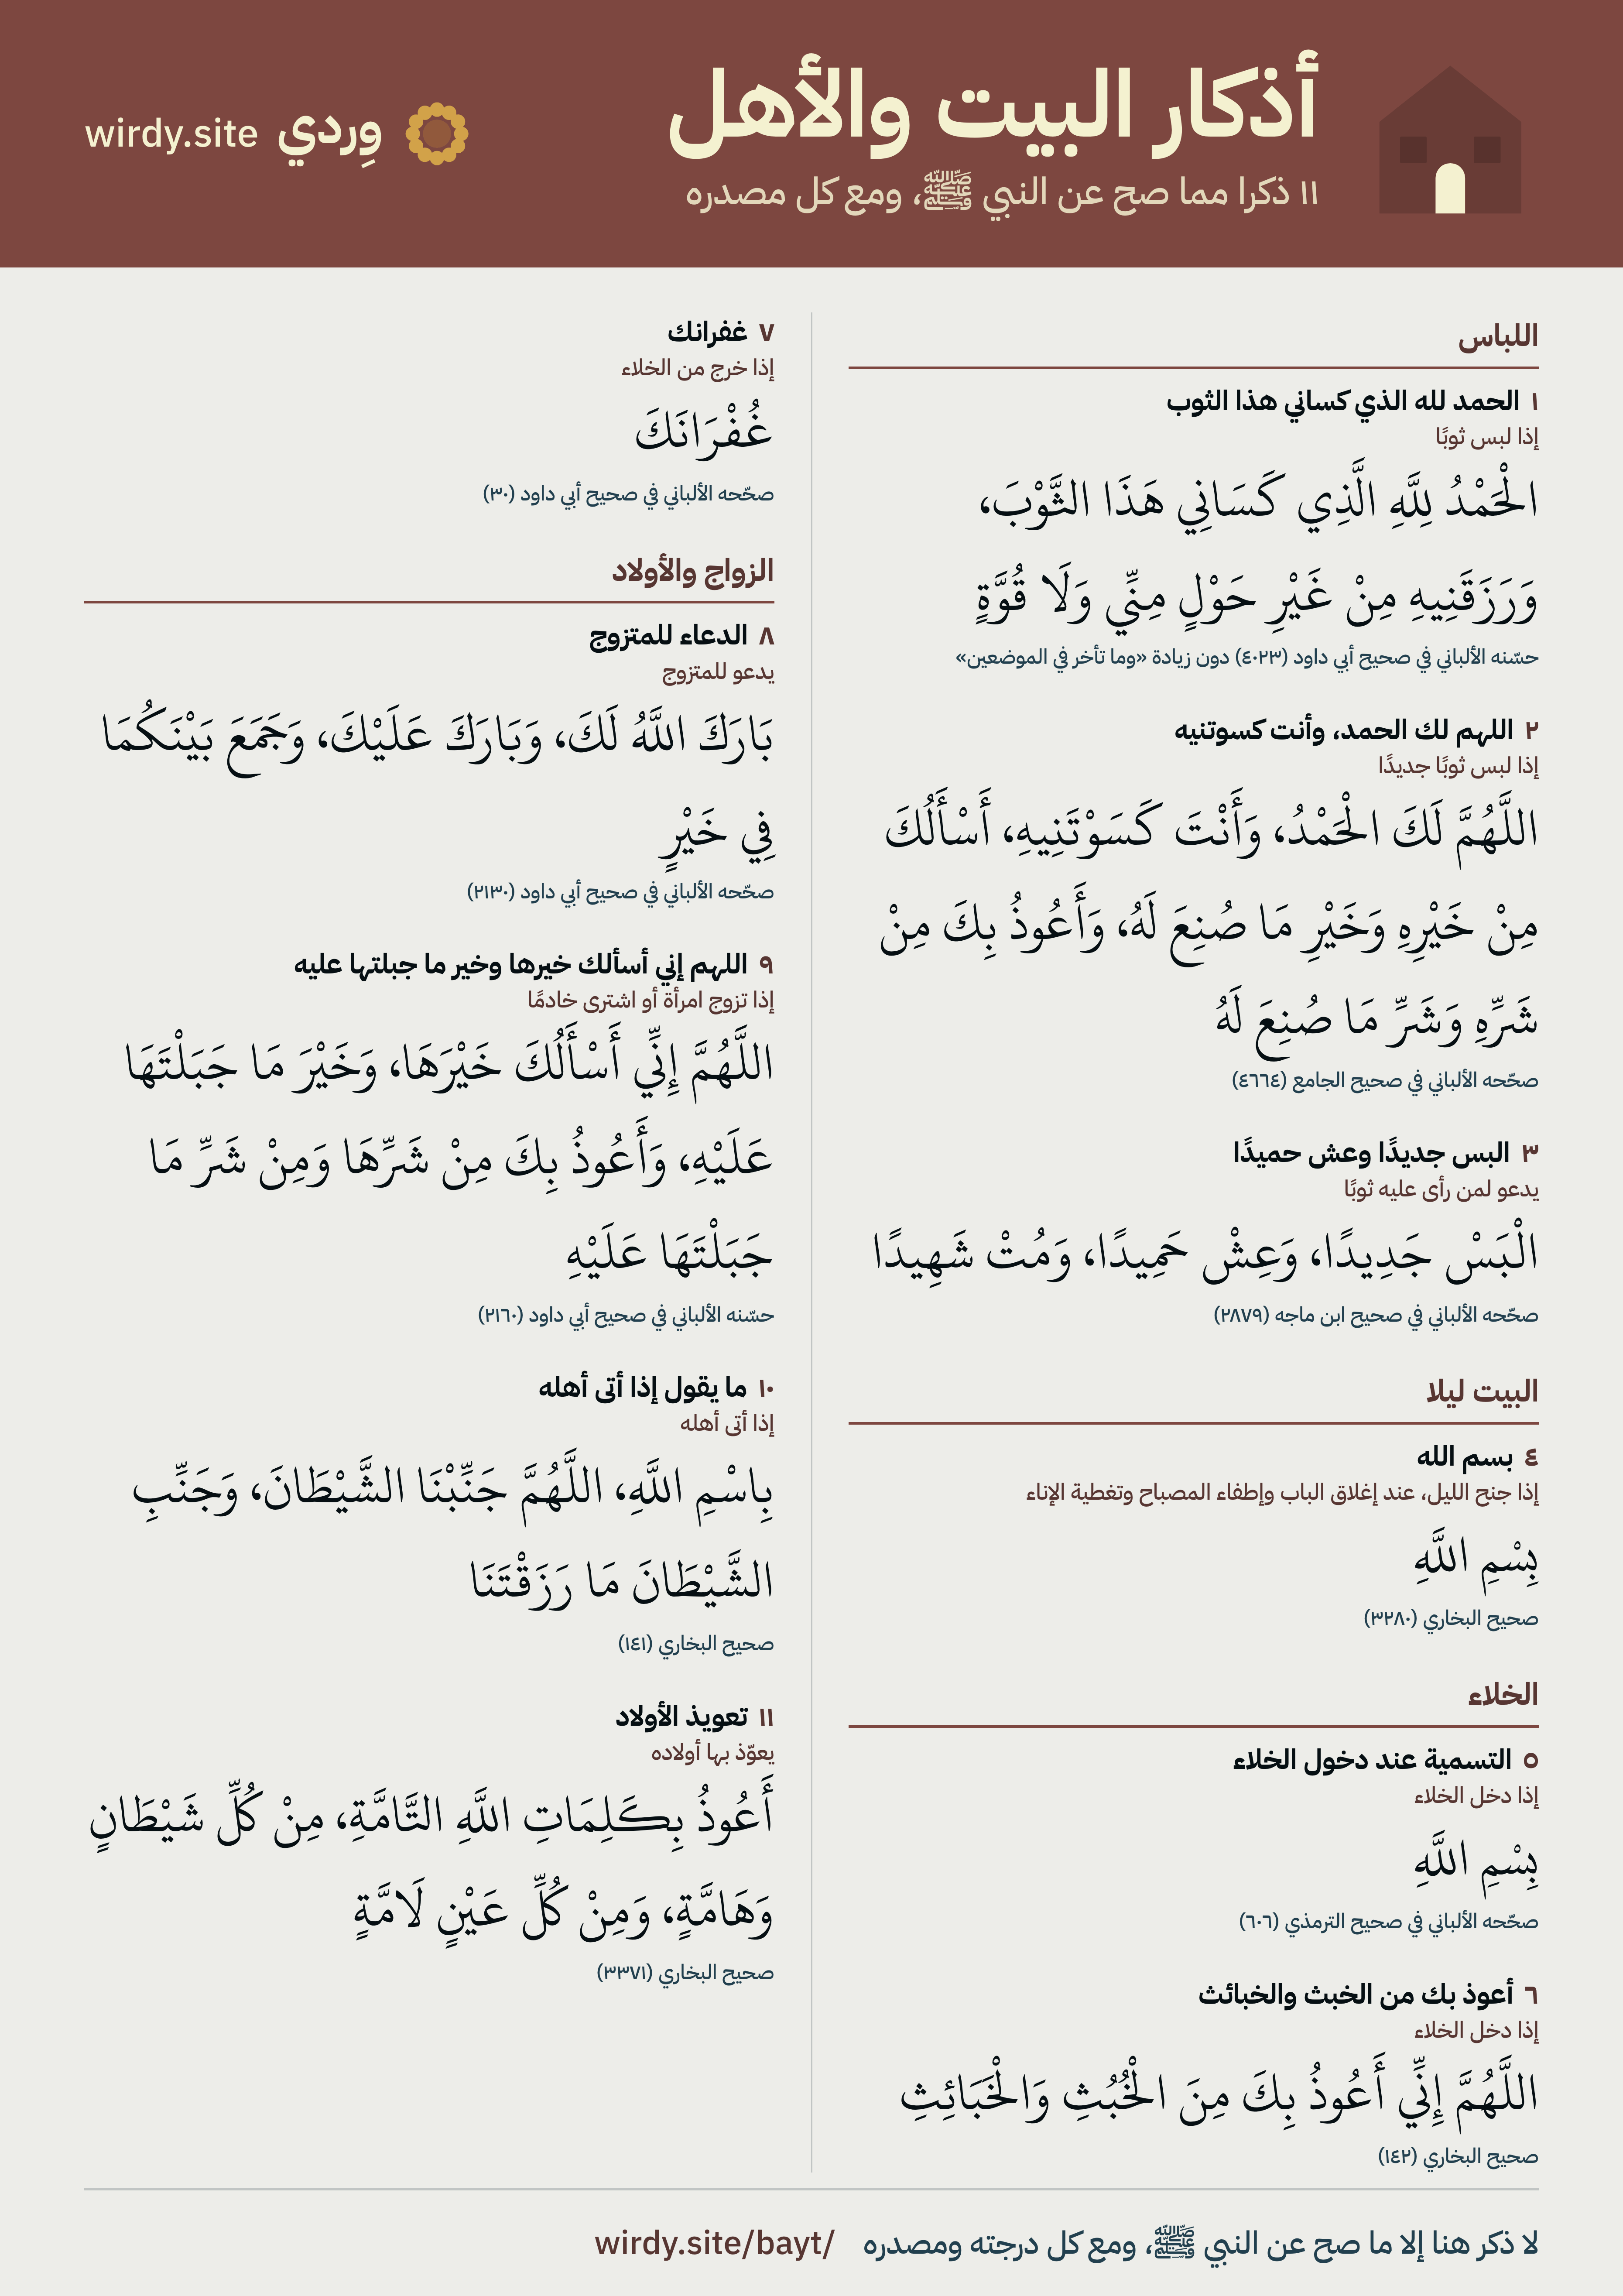 أذكار البيت والأهل
١١ ذكرا مما صح عن النبي ﷺ، ومع كل مصدره
وِردي wirdy.site
اللباس
١ الحمد لله الذي كساني هذا الثوب
إذا لبس ثوبًا
الْحَمْدُ لِلَّهِ الَّذِي كَسَانِي هَذَا الثَّوْبَ،
وَرَزَقَنِيهِ مِنْ غَيْرِ حَوْلٍ مِنِّي وَلَا قُوَّةٍ
حسّنه الألباني في صحيح أبي داود (٤٠٢٣) دون زيادة «وما تأخر في الموضعين»
٢ اللهم لك الحمد، وأنت كسوتنيه
إذا لبس ثوبًا جديدًا
اللَّهُمَّ لَكَ الْحَمْدُ، وَأَنْتَ كَسَوْتَنِيهِ، أَسْأَلُكَ
مِنْ خَيْرِهِ وَخَيْرِ مَا صُنِعَ لَهُ، وَأَعُوذُ بِكَ مِنْ
شَرِّهِ وَشَرِّ مَا صُنِعَ لَهُ
صحّحه الألباني في صحيح الجامع (٤٦٦٤)
٣ البس جديدًا وعش حميدًا
يدعو لمن رأى عليه ثوبًا
الْبَسْ جَدِيدًا، وَعِشْ حَمِيدًا، وَمُتْ شَهِيدًا
صحّحه الألباني في صحيح ابن ماجه (٢٨٧٩)
البيت ليلا
٤ بسم الله
إذا جنح الليل، عند إغلاق الباب وإطفاء المصباح وتغطية الإناء
بِسْمِ اللَّهِ
صحيح البخاري (٣٢٨٠)
الخلاء
٥ التسمية عند دخول الخلاء
إذا دخل الخلاء
بِسْمِ اللَّهِ
صحّحه الألباني في صحيح الترمذي (٦٠٦)
٦ أعوذ بك من الخبث والخبائث
إذا دخل الخلاء
اللَّهُمَّ إِنِّي أَعُوذُ بِكَ مِنَ الْخُبُثِ وَالْخَبَائِثِ
صحيح البخاري (١٤٢)
٧ غفرانك
إذا خرج من الخلاء
غُفْرَانَكَ
صحّحه الألباني في صحيح أبي داود (٣٠)
الزواج والأولاد
٨ الدعاء للمتزوج
يدعو للمتزوج
بَارَكَ اللَّهُ لَكَ، وَبَارَكَ عَلَيْكَ، وَجَمَعَ بَيْنَكُمَا
فِي خَيْرٍ
صحّحه الألباني في صحيح أبي داود (٢١٣٠)
٩ اللهم إني أسألك خيرها وخير ما جبلتها عليه
إذا تزوج امرأة أو اشترى خادمًا
اللَّهُمَّ إِنِّي أَسْأَلُكَ خَيْرَهَا، وَخَيْرَ مَا جَبَلْتَهَا
عَلَيْهِ، وَأَعُوذُ بِكَ مِنْ شَرِّهَا وَمِنْ شَرِّ مَا
جَبَلْتَهَا عَلَيْهِ
حسّنه الألباني في صحيح أبي داود (٢١٦٠)
١٠ ما يقول إذا أتى أهله
إذا أتى أهله
بِاسْمِ اللَّهِ، اللَّهُمَّ جَنِّبْنَا الشَّيْطَانَ، وَجَنِّبِ
الشَّيْطَانَ مَا رَزَقْتَنَا
صحيح البخاري (١٤١)
١١ تعويذ الأولاد
يعوّذ بها أولاده
أَعُوذُ بِكَلِمَاتِ اللَّهِ التَّامَّةِ، مِنْ كُلِّ شَيْطَانٍ
وَهَامَّةٍ، وَمِنْ كُلِّ عَيْنٍ لَامَّةٍ
صحيح البخاري (٣٣٧١)
لا ذكر هنا إلا ما صح عن النبي ﷺ، ومع كل درجته ومصدره wirdy.site/bayt/